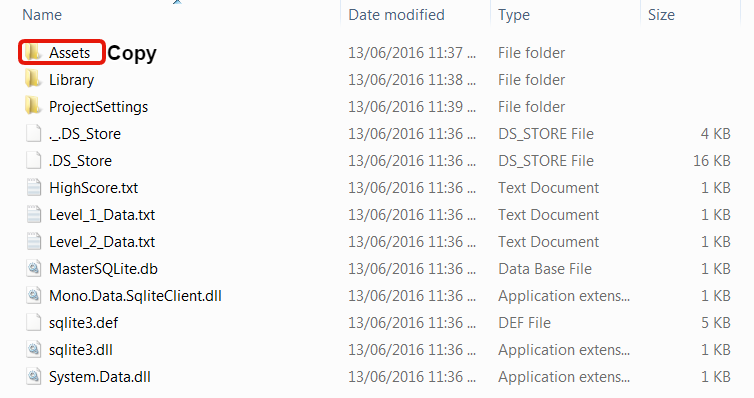 Name Date modified Type Size
Assets Copy 13/06/2016 11:37 ... File folder
Library 13/06/2016 11:38 ... File folder
ProjectSettings 13/06/2016 11:39 ... File folder
._.DS_Store 13/06/2016 11:36 ... DS_STORE File 4 KB
.DS_Store 13/06/2016 11:36 ... DS_STORE File 16 KB
HighScore.txt 13/06/2016 11:36 ... Text Document 1 KB
Level_1_Data.txt 13/06/2016 11:36 ... Text Document 1 KB
Level_2_Data.txt 13/06/2016 11:36 ... Text Document 1 KB
MasterSQLite.db 13/06/2016 11:36 ... Data Base File 1 KB
Mono.Data.SqliteClient.dll 13/06/2016 11:36 ... Application extens... 1 KB
sqlite3.def 13/06/2016 11:36 ... DEF File 5 KB
sqlite3.dll 13/06/2016 11:36 ... Application extens... 1 KB
System.Data.dll 13/06/2016 11:36 ... Application extens... 1 KB